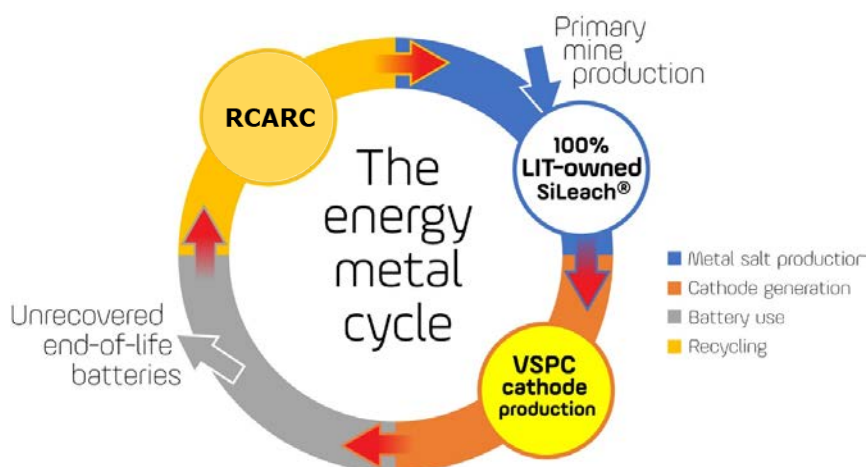 Primary
mine
production
RCARC
100%
LIT-owned
SiLeach®
The
energy
metal
cycle
Metal salt production
Cathode generation
Battery use
Recycling
Unrecovered
end-of-life
batteries
VSPC
cathode
production